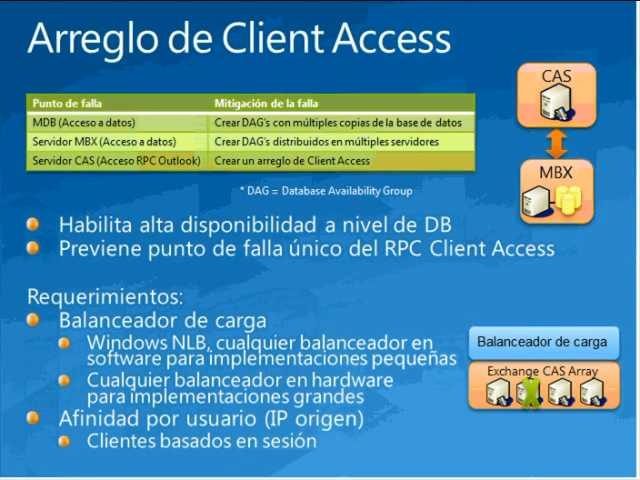 Arreglo de Client Access
CAS
Punto de falla Mitigación de la falla
MDB (Acceso a datos) Crear DAG's con múltiples copias de la base de datos
Servidor MBX (Acceso a datos) Crear DAG's distribuidos en múltiples servidores
Servidor CAS (Acceso RPC Outlook) Crear un arreglo de Client Access
MBX
* DAG = Database Availability Group
Habilita alta disponibilidad a nivel de DB
Previene punto de falla único del RPC Client Access
Requerimientos:
Balanceador de carga
Windows NLB, cualquier balanceador en
software para implementaciones pequeñas
Cualquier balanceador en hardware
para implementaciones grandes
Afinidad por usuario (IP origen)
Clientes basados en sesión
Balanceador de carga
Exchange CAS Array